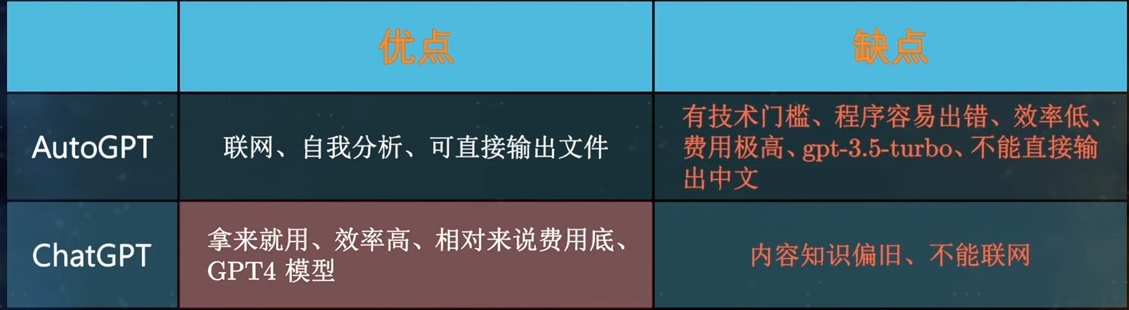 优点
缺点
AutoGPT
联网、自我分析、可直接输出文件
有技术门槛、程序容易出错、效率低、
费用极高、gpt-3.5-turbo、不能直接输
出中文
ChatGPT
拿来就用、效率高、相对来说费用底、
GPT4 模型
内容知识偏旧、不能联网